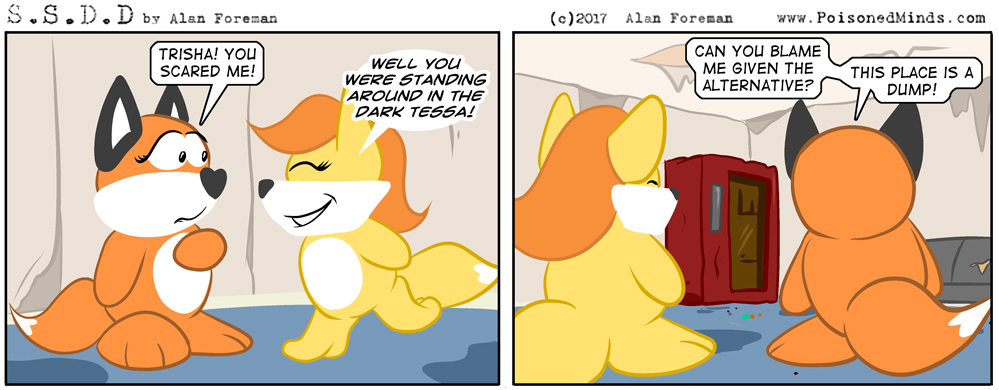 S.S.D.D by Alan Foreman (c)2017 Alan Foreman www.PoisonedMinds.com
TRISHA! YOU
SCARED ME!
WELL YOU
WERE STANDING
AROUND IN THE
DARK TESSA!
CAN YOU BLAME
ME GIVEN THE
ALTERNATIVE?
THIS PLACE IS A
DUMP!